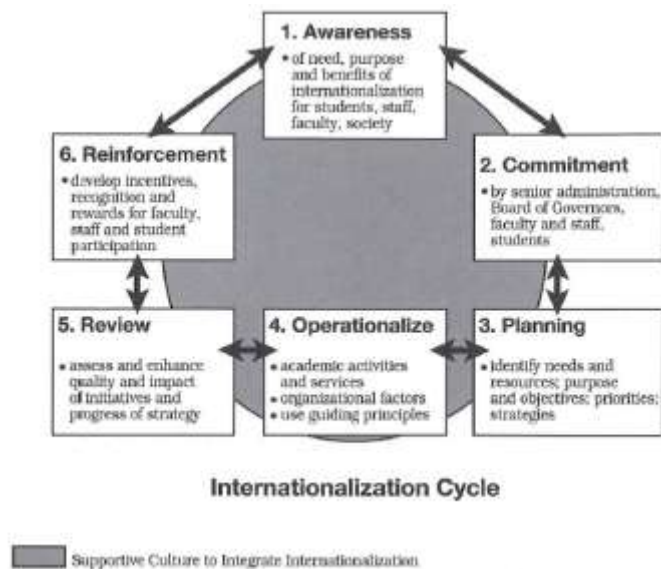 1. Awareness
• of need, purpose
and benefits of
internationalization
for students, staff,
faculty, society
6. Reinforcement
• develop incentives,
recognition and
rewards for faculty,
staff and student
participation
2. Commitment
• by senior administration,
Board of Governors,
faculty and staff,
students
5. Review
• assess and enhance
quality and impact
of initiatives and
progress of strategy
4. Operationalize
• academic activities
and services
• organizational factors
• use guiding principles
3. Planning
• identify needs and
resources; purpose
and objectives; priorities;
strategies
Internationalization Cycle
Supportive Culture to Integrate Internationalization